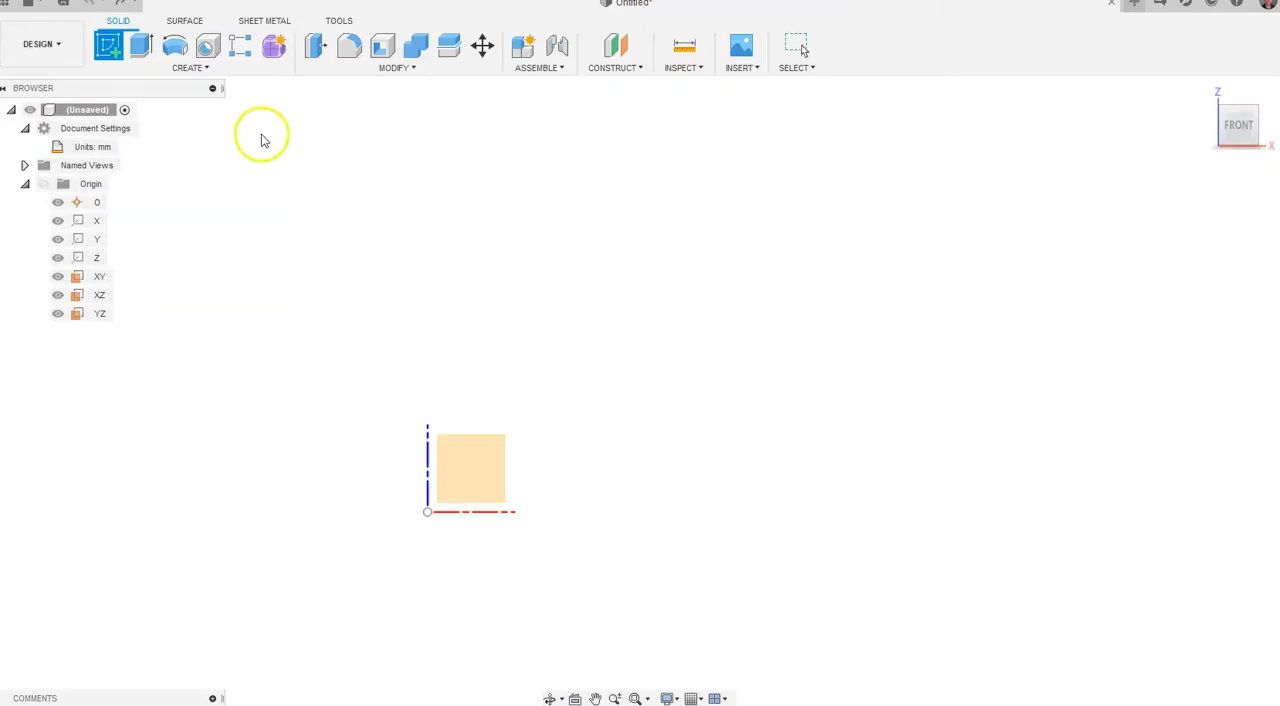 Untitled*
SOLID SURFACE SHEET METAL TOOLS
DESIGN
CREATE MODIFY ASSEMBLE CONSTRUCT INSPECT INSERT SELECT
BROWSER
(Unsaved)
Document Settings
Units: mm
Named Views
Origin
O
X
Y
Z
XY
XZ
YZ
Z
FRONT
X
COMMENTS